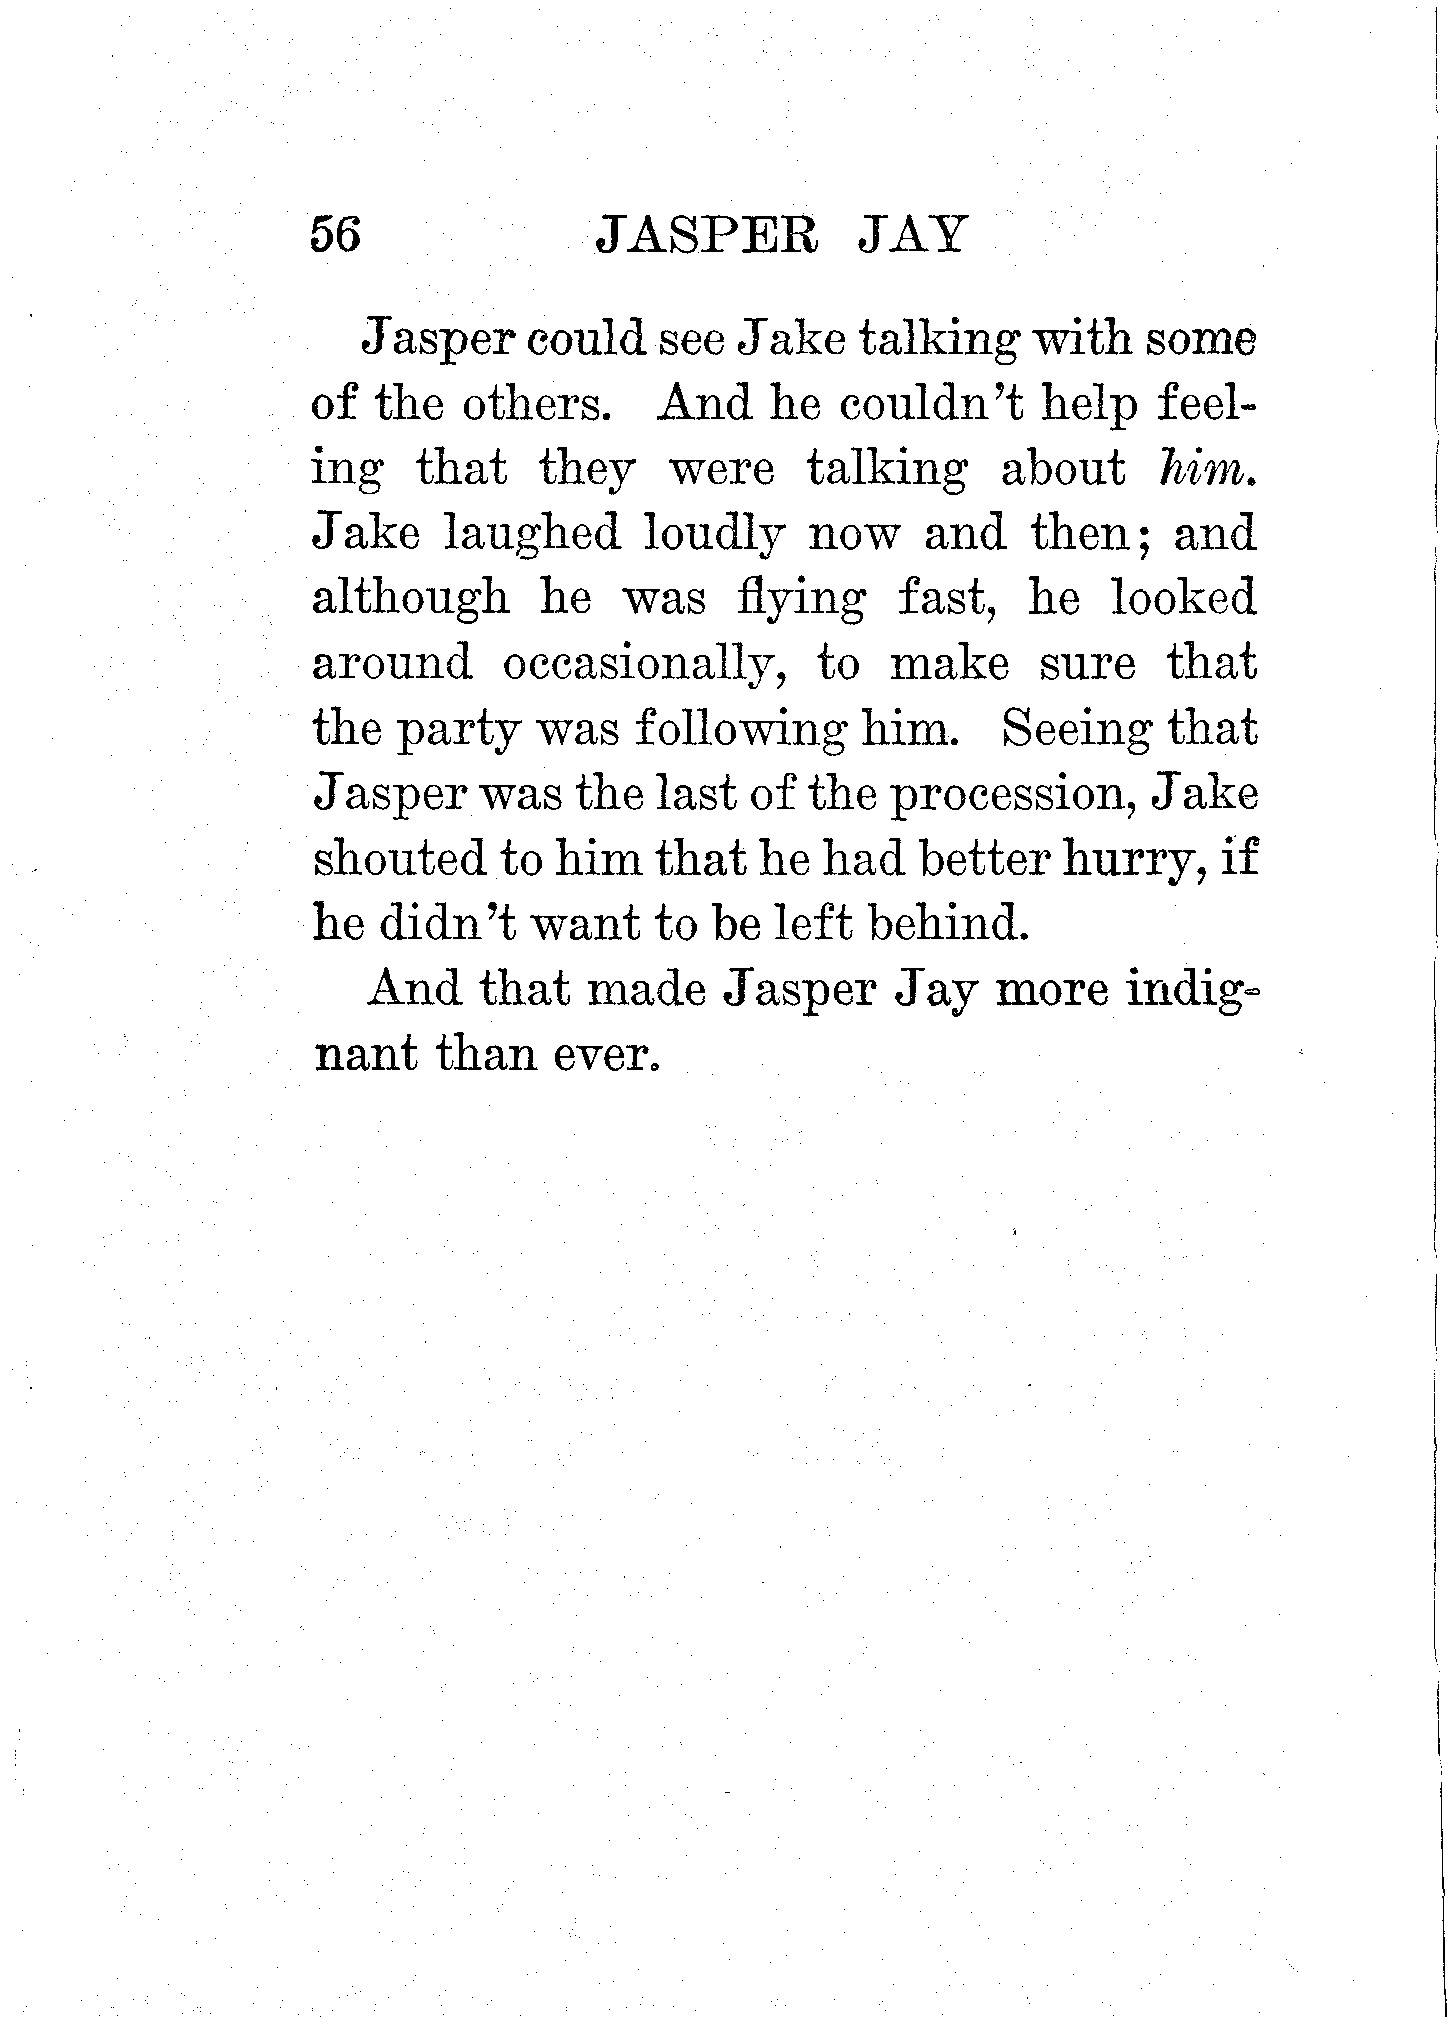 56 JASPER JAY
Jasper could see Jake talking with some
of the others. And he couldn't help feel-
ing that they were talking about him.
Jake laughed loudly now and then; and
although he was flying fast, he looked
around occasionally, to make sure that
the party was following him. Seeing that
Jasper was the last of the procession, Jake
shouted to him that he had better hurry, if
he didn't want to be left behind.
And that made Jasper Jay more indig-
nant than ever.